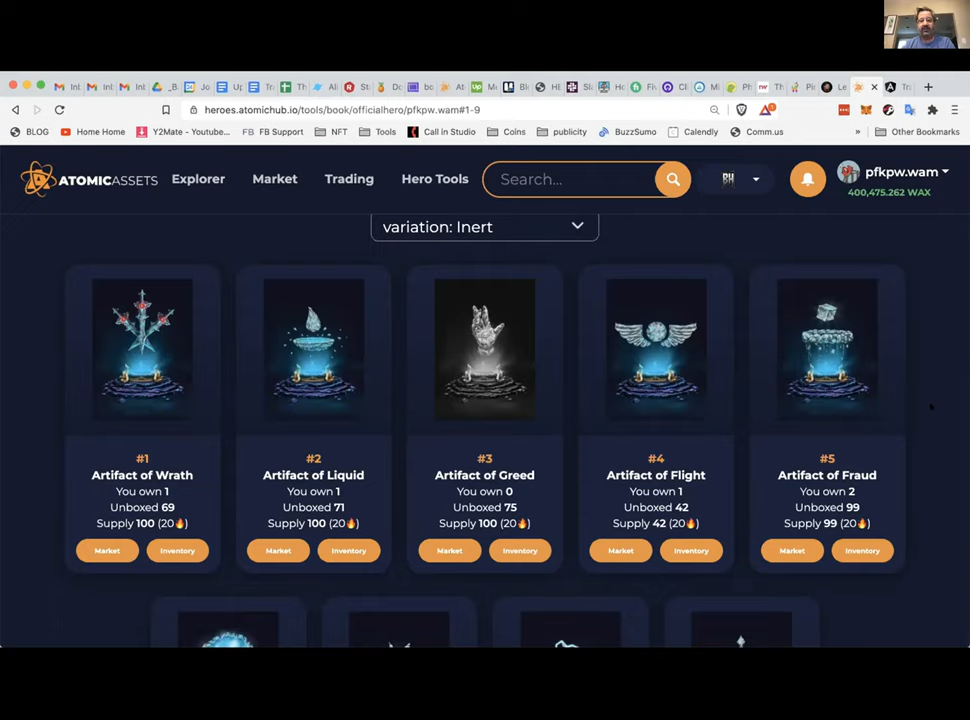 heroes.atomichub.io/tools/book/officialhero/pfkpw.wam#1-9
BLOG Home Home Y2Mate - Youtube... FB Support NFT Tools Call in Studio Coins publicity BuzzSumo Calendly Comm.us » Other Bookmarks
ATOMICASSETS Explorer Market Trading Hero Tools Search... pfkpw.wam
400,475.262 WAX
variation: Inert
#1 #2 #3 #4 #5
Artifact of Wrath Artifact of Liquid Artifact of Greed Artifact of Flight Artifact of Fraud
You own 1 You own 1 You own 0 You own 1 You own 2
Unboxed 69 Unboxed 71 Unboxed 75 Unboxed 42 Unboxed 99
Supply 100 (20🔥) Supply 100 (20🔥) Supply 100 (20🔥) Supply 42 (20🔥) Supply 99 (20🔥)
Market Inventory Market Inventory Market Inventory Market Inventory Market Inventory